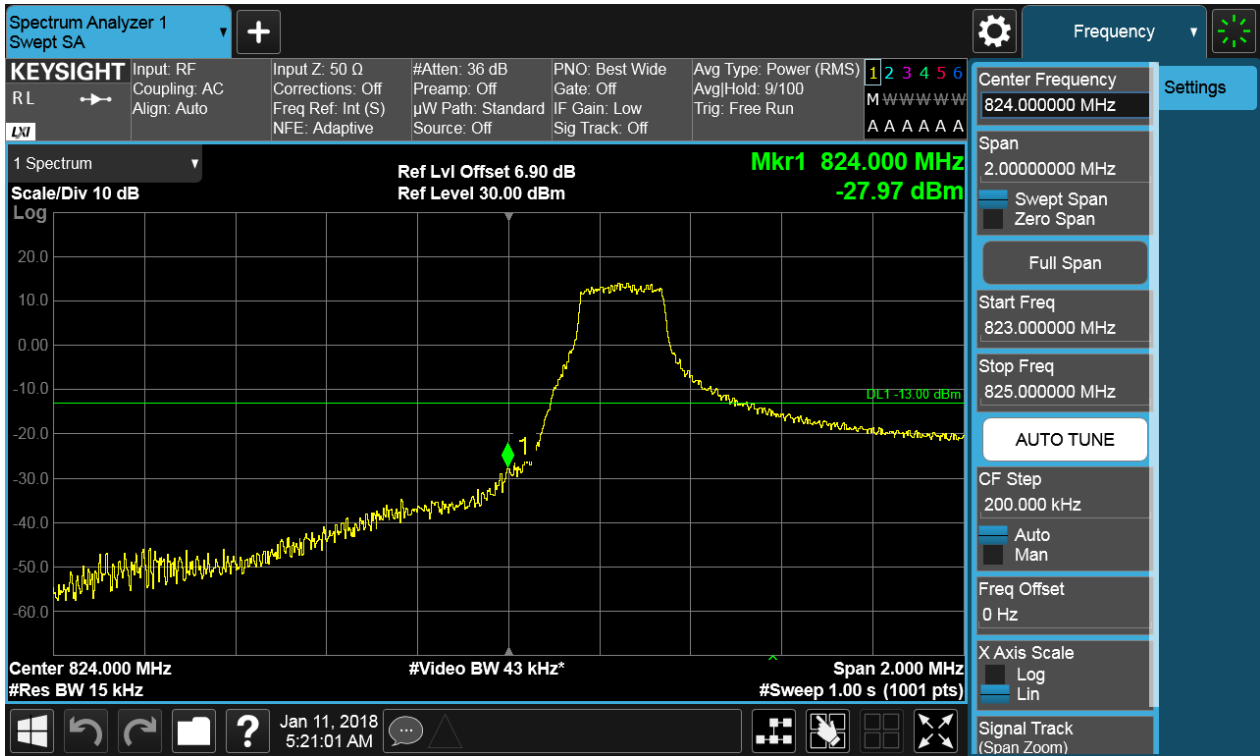 Spectrum Analyzer 1
Swept SA
+
Frequency
KEYSIGHT
R L
LXI
Input: RF
Coupling: AC
Align: Auto
Input Z: 50 Ω
Corrections: Off
Freq Ref: Int (S)
NFE: Adaptive
#Atten: 36 dB
Preamp: Off
µW Path: Standard
Source: Off
PNO: Best Wide
Gate: Off
IF Gain: Low
Sig Track: Off
Avg Type: Power (RMS)
Avg|Hold: 9/100
Trig: Free Run
1 2 3 4 5 6
M W W W W W
A A A A A A
1 Spectrum
Scale/Div 10 dB
Log
Ref Lvl Offset 6.90 dB
Ref Level 30.00 dBm
Mkr1 824.000 MHz
-27.97 dBm
20.0
10.0
0.00
-10.0
-20.0
-30.0
-40.0
-50.0
-60.0
DL1 -13.00 dBm
1
Center 824.000 MHz
#Res BW 15 kHz
#Video BW 43 kHz*
Span 2.000 MHz
#Sweep 1.00 s (1001 pts)
Center Frequency
824.000000 MHz
Span
2.00000000 MHz
Swept Span
Zero Span
Full Span
Start Freq
823.000000 MHz
Stop Freq
825.000000 MHz
AUTO TUNE
CF Step
200.000 kHz
Auto
Man
Freq Offset
0 Hz
X Axis Scale
Log
Lin
Signal Track
(Span Zoom)
Settings
?
Jan 11, 2018
5:21:01 AM